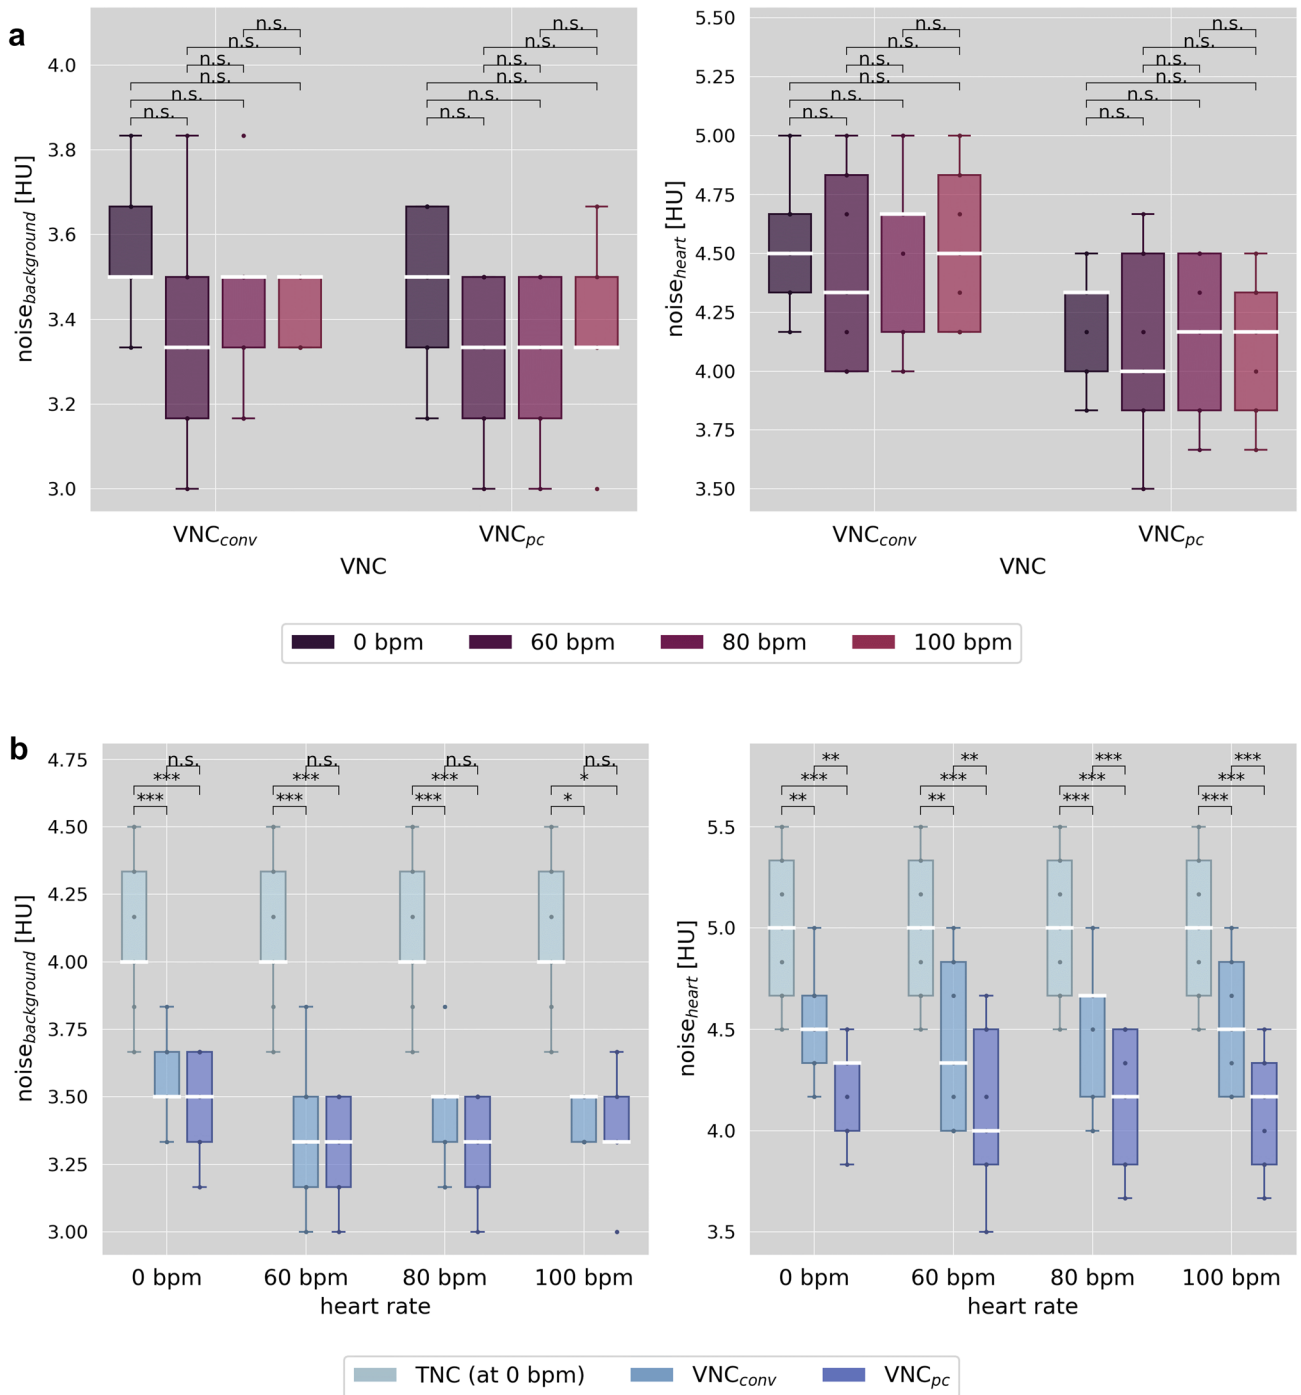 a
n.s.
n.s.
n.s.
n.s.
n.s.
n.s.
n.s.
n.s.
n.s.
n.s.
n.s.
n.s.
4.0
3.8
3.6
3.4
3.2
3.0
noise_background [HU]
VNC_conv VNC_pc
VNC
n.s.
n.s.
n.s.
n.s.
n.s.
n.s.
n.s.
n.s.
n.s.
n.s.
n.s.
n.s.
5.50
5.25
5.00
4.75
4.50
4.25
4.00
3.75
3.50
noise_heart [HU]
VNC_conv VNC_pc
VNC
0 bpm 60 bpm 80 bpm 100 bpm
b
n.s. n.s. n.s. n.s.
*** *** *** *
*** *** *** *
4.75
4.50
4.25
4.00
3.75
3.50
3.25
3.00
noise_background [HU]
0 bpm 60 bpm 80 bpm 100 bpm
heart rate
** ** *** ***
*** *** *** ***
** ** *** ***
5.5
5.0
4.5
4.0
3.5
noise_heart [HU]
0 bpm 60 bpm 80 bpm 100 bpm
heart rate
TNC (at 0 bpm) VNC_conv VNC_pc